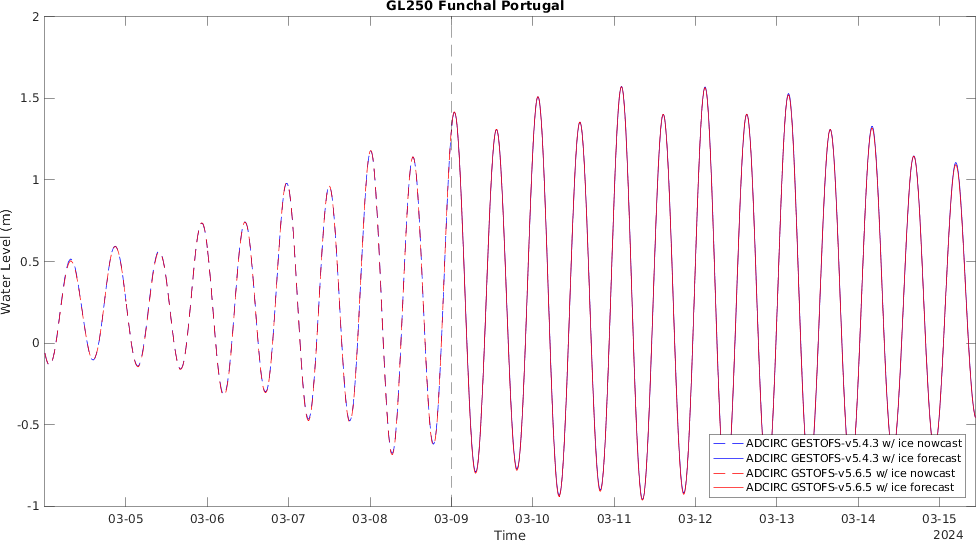 GL250 Funchal Portugal
2
1.5
1
0.5
0
-0.5
-1
Water Level (m)
ADCIRC GESTOFS-v5.4.3 w/ ice nowcast
ADCIRC GESTOFS-v5.4.3 w/ ice forecast
ADCIRC GSTOFS-v5.6.5 w/ ice nowcast
ADCIRC GSTOFS-v5.6.5 w/ ice forecast
03-05 03-06 03-07 03-08 03-09 03-10 03-11 03-12 03-13 03-14 03-15
Time
2024